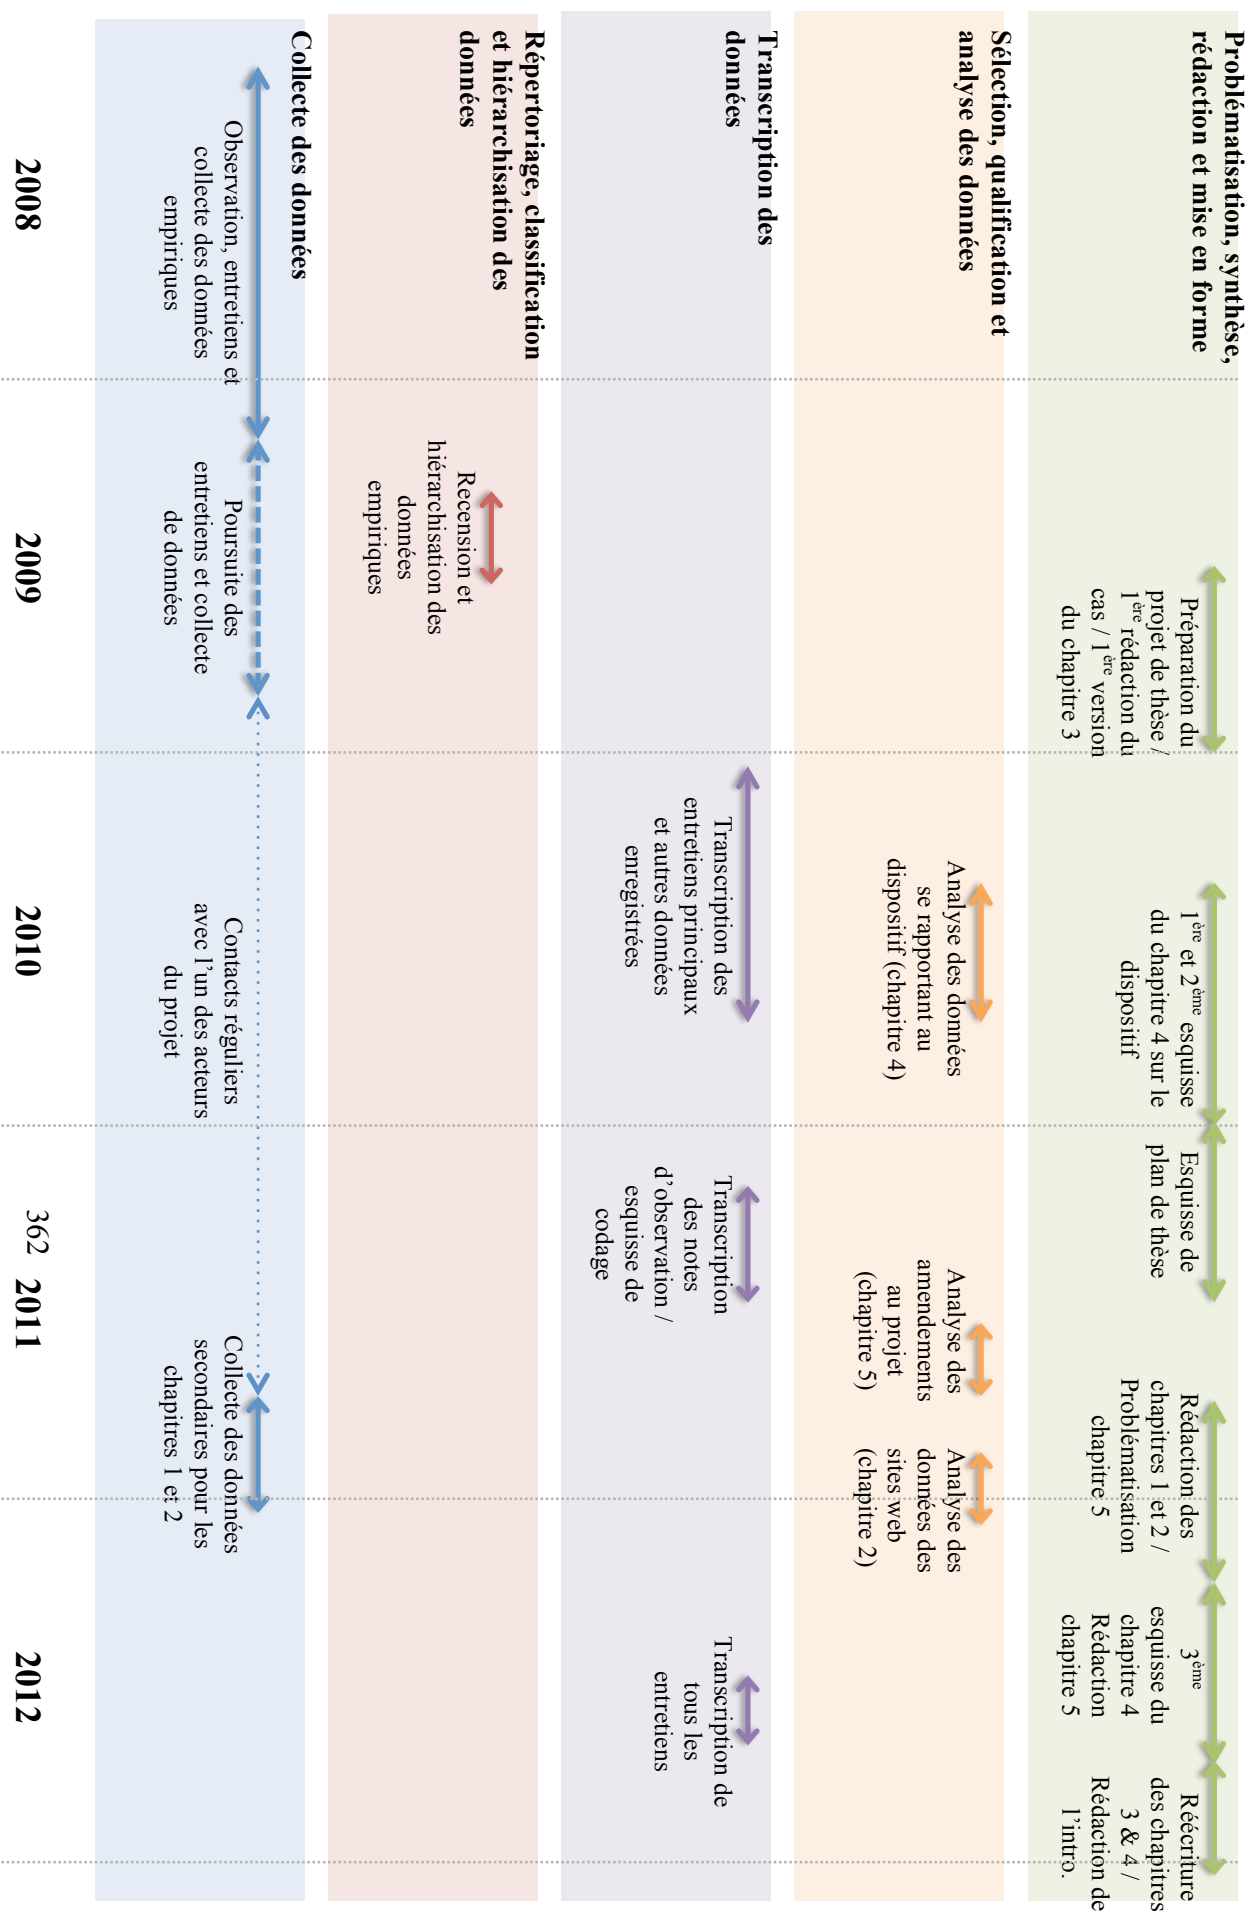 Problématisation, synthèse,
rédaction et mise en forme
Préparation du
projet de thèse /
1ère rédaction du
cas / 1ère version
du chapitre 3
1ère et 2ème esquisse
du chapitre 4 sur le
dispositif
Esquisse de
plan de thèse
Rédaction des
chapitres 1 et 2 /
Problématisation
chapitre 5
3ème
esquisse du
chapitre 4
Rédaction
chapitre 5
Réécriture
des chapitres
3 & 4 /
Rédaction de
l'intro.
Sélection, qualification et
analyse des données
Analyse des données
se rapportant au
dispositif (chapitre 4)
Analyse des
amendements
au projet
(chapitre 5)
Analyse des
données des
sites web
(chapitre 2)
Transcription des
données
Transcription des
entretiens principaux
et autres données
enregistrées
Transcription
des notes
d'observation /
esquisse de
codage
Transcription de
tous les
entretiens
Répertoriage, classification
et hiérarchisation des
données
Recension et
hiérarchisation des
données
empiriques
Collecte des données
Observation, entretiens et
collecte des données
empiriques
Poursuite des
entretiens et collecte
de données
Contacts réguliers
avec l'un des acteurs
du projet
Collecte des données
secondaires pour les
chapitres 1 et 2
2008
2009
2010
362
2011
2012